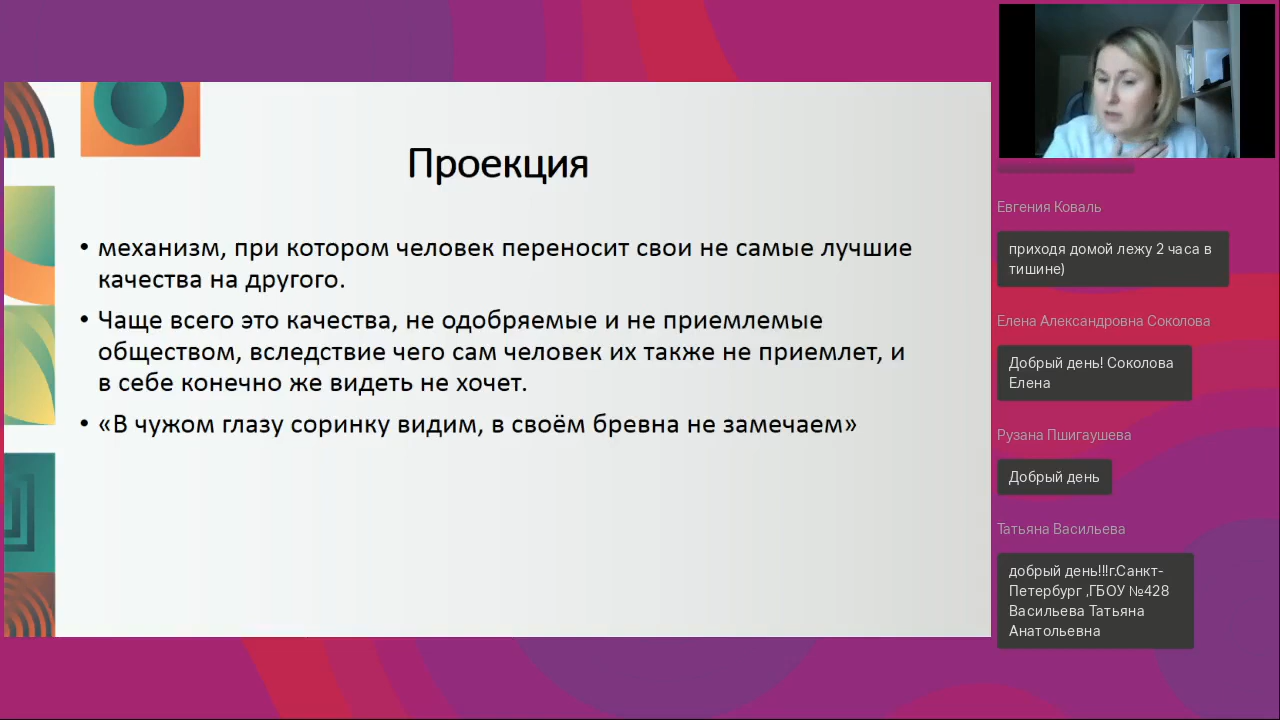 Проекция
• механизм, при котором человек переносит свои не самые лучшие
качества на другого.
• Чаще всего это качества, не одобряемые и не приемлемые
обществом, вследствие чего сам человек их также не приемлет, и
в себе конечно же видеть не хочет.
• «В чужом глазу соринку видим, в своём бревна не замечаем»
Евгения Коваль
приходя домой лежу 2 часа в
тишине)
Елена Александровна Соколова
Добрый день! Соколова
Елена
Рузана Пшигаушева
Добрый день
Татьяна Васильева
добрый день!!!г.Санкт-
Петербург ,ГБОУ №428
Васильева Татьяна
Анатольевна